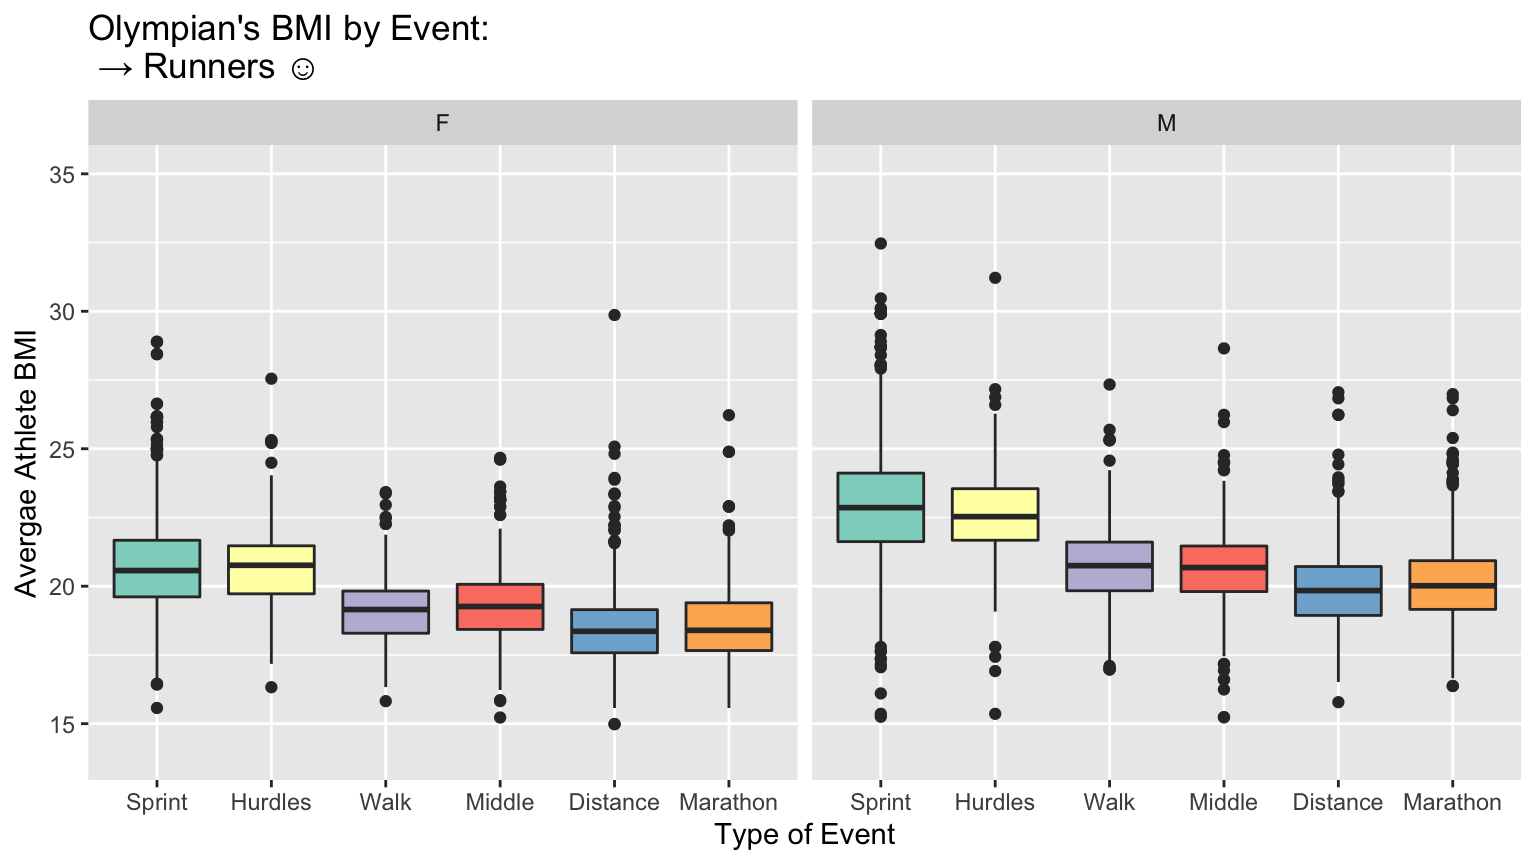 Olympian's BMI by Event:
→ Runners ☺
F
M
35
30
25
20
15
Avergae Athlete BMI
Sprint Hurdles Walk Middle Distance Marathon
Sprint Hurdles Walk Middle Distance Marathon
Type of Event